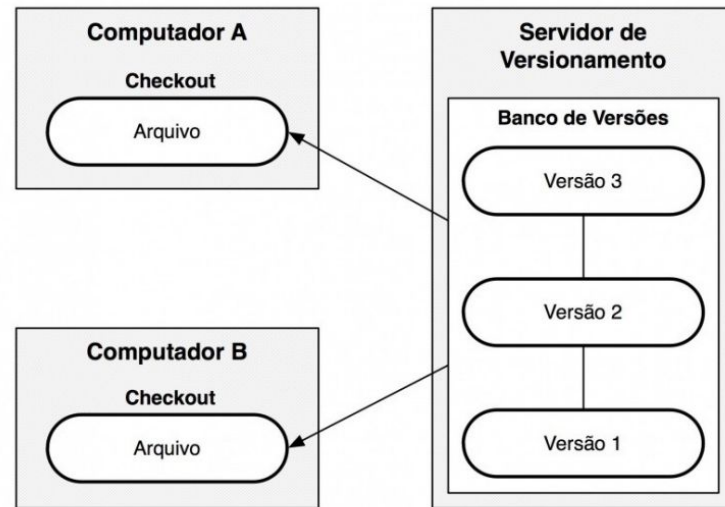 Computador A
Checkout
Arquivo
Computador B
Checkout
Arquivo
Servidor de
Versionamento
Banco de Versões
Versão 3
Versão 2
Versão 1